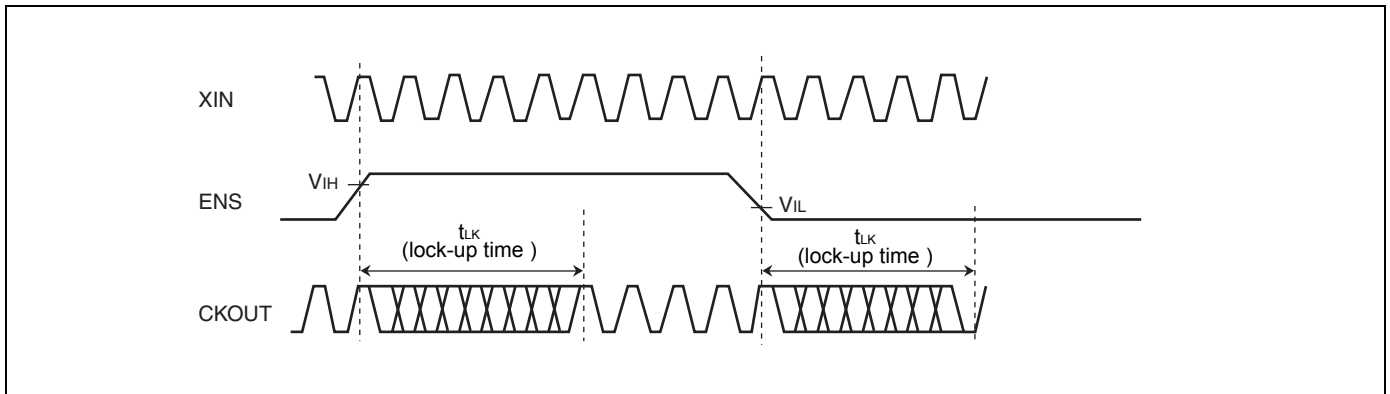 XIN
VIH
ENS
VIL
tLK
(lock-up time )
tLK
(lock-up time )
CKOUT